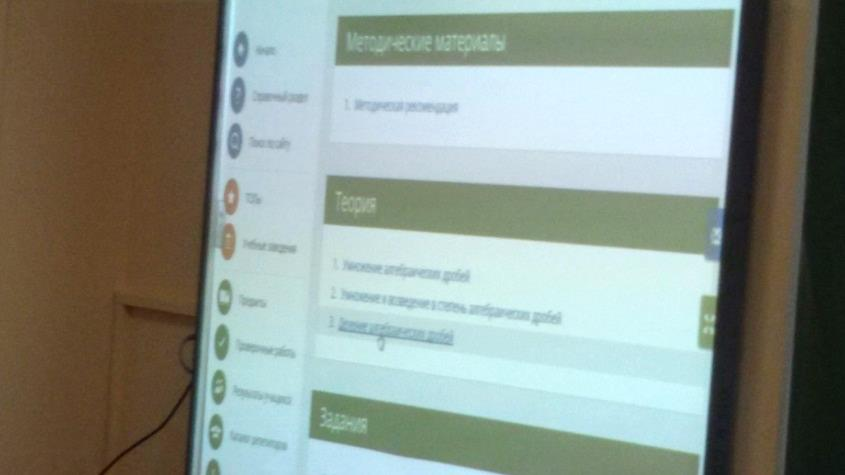 Начало
Справочный раздел
Поиск по сайту
ТОПы
Учебные заведения
Предметы
Проверочные работы
Результаты учащихся
Каталог репетиторов
Методические материалы
1. Методическая рекомендация
Теория
1. Умножение алгебраических дробей
2. Умножение и возведение в степень алгебраических дробей
3. Деление алгебраических дробей
Задания